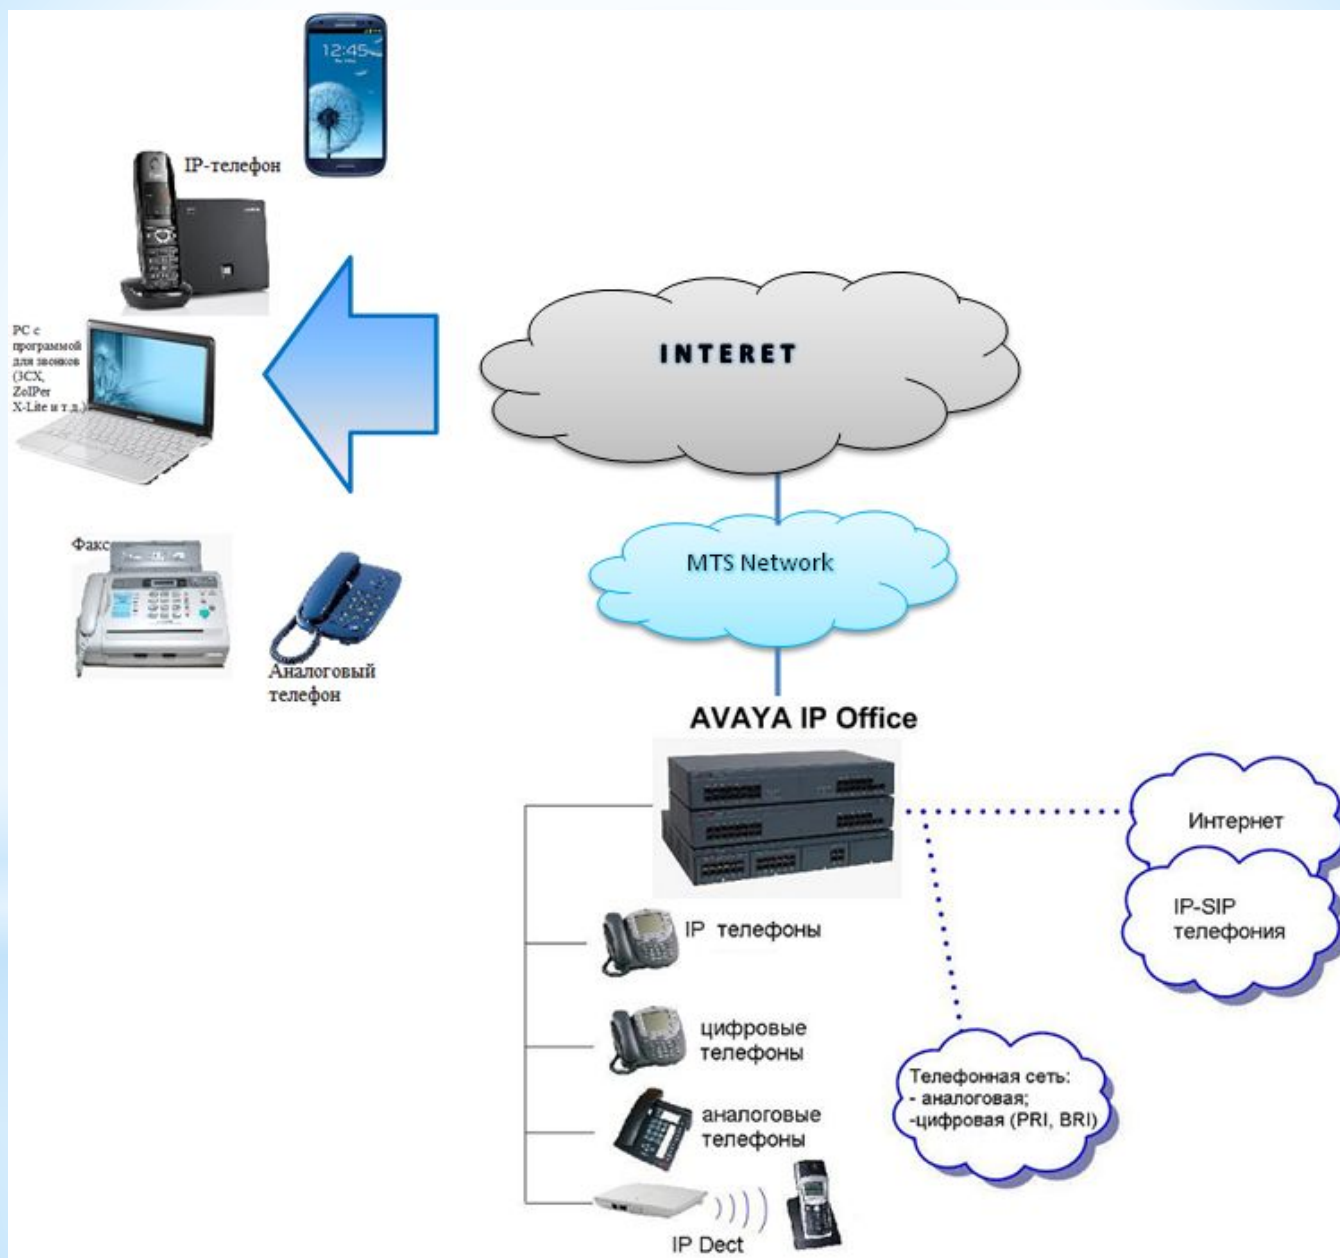 12:45
IP-телефон
PC с
программой
для звонков
(3CX,
ZoIPer
X-Lite и т.д.)
INTERET
Факс
MTS Network
Аналоговый
телефон
AVAYA IP Office
Интернет
IP-SIP
телефония
IP телефоны
цифровые
телефоны
Телефонная сеть:
- аналоговая;
-цифровая (PRI, BRI)
аналоговые
телефоны
IP Dect